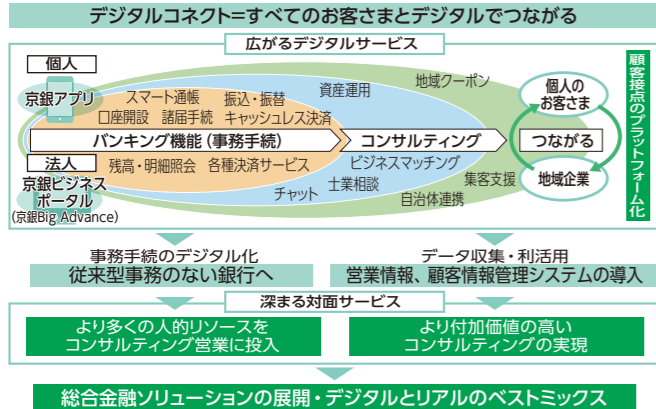 デジタルコネクト=すべてのお客さまとデジタルでつながる
広がるデジタルサービス
個人
京銀アプリ
スマート通帳 振込・振替
口座開設 諸届手続 キャッシュレス決済
資産運用
地域クーポン
バンキング機能(事務手続)
コンサルティング
法人
京銀ビジネス
ポータル
(京銀Big Advance)
残高・明細照会 各種決済サービス
ビジネスマッチング
士業相談
チャット
集客支援
自治体連携
個人の
お客さま
つながる
地域企業
顧客接点のプラットフォーム化
事務手続のデジタル化
従来型事務のない銀行へ
データ収集・利活用
営業情報、顧客情報管理システムの導入
深まる対面サービス
より多くの人的リソースを
コンサルティング営業に投入
より付加価値の高い
コンサルティングの実現
総合金融ソリューションの展開・デジタルとリアルのベストミックス